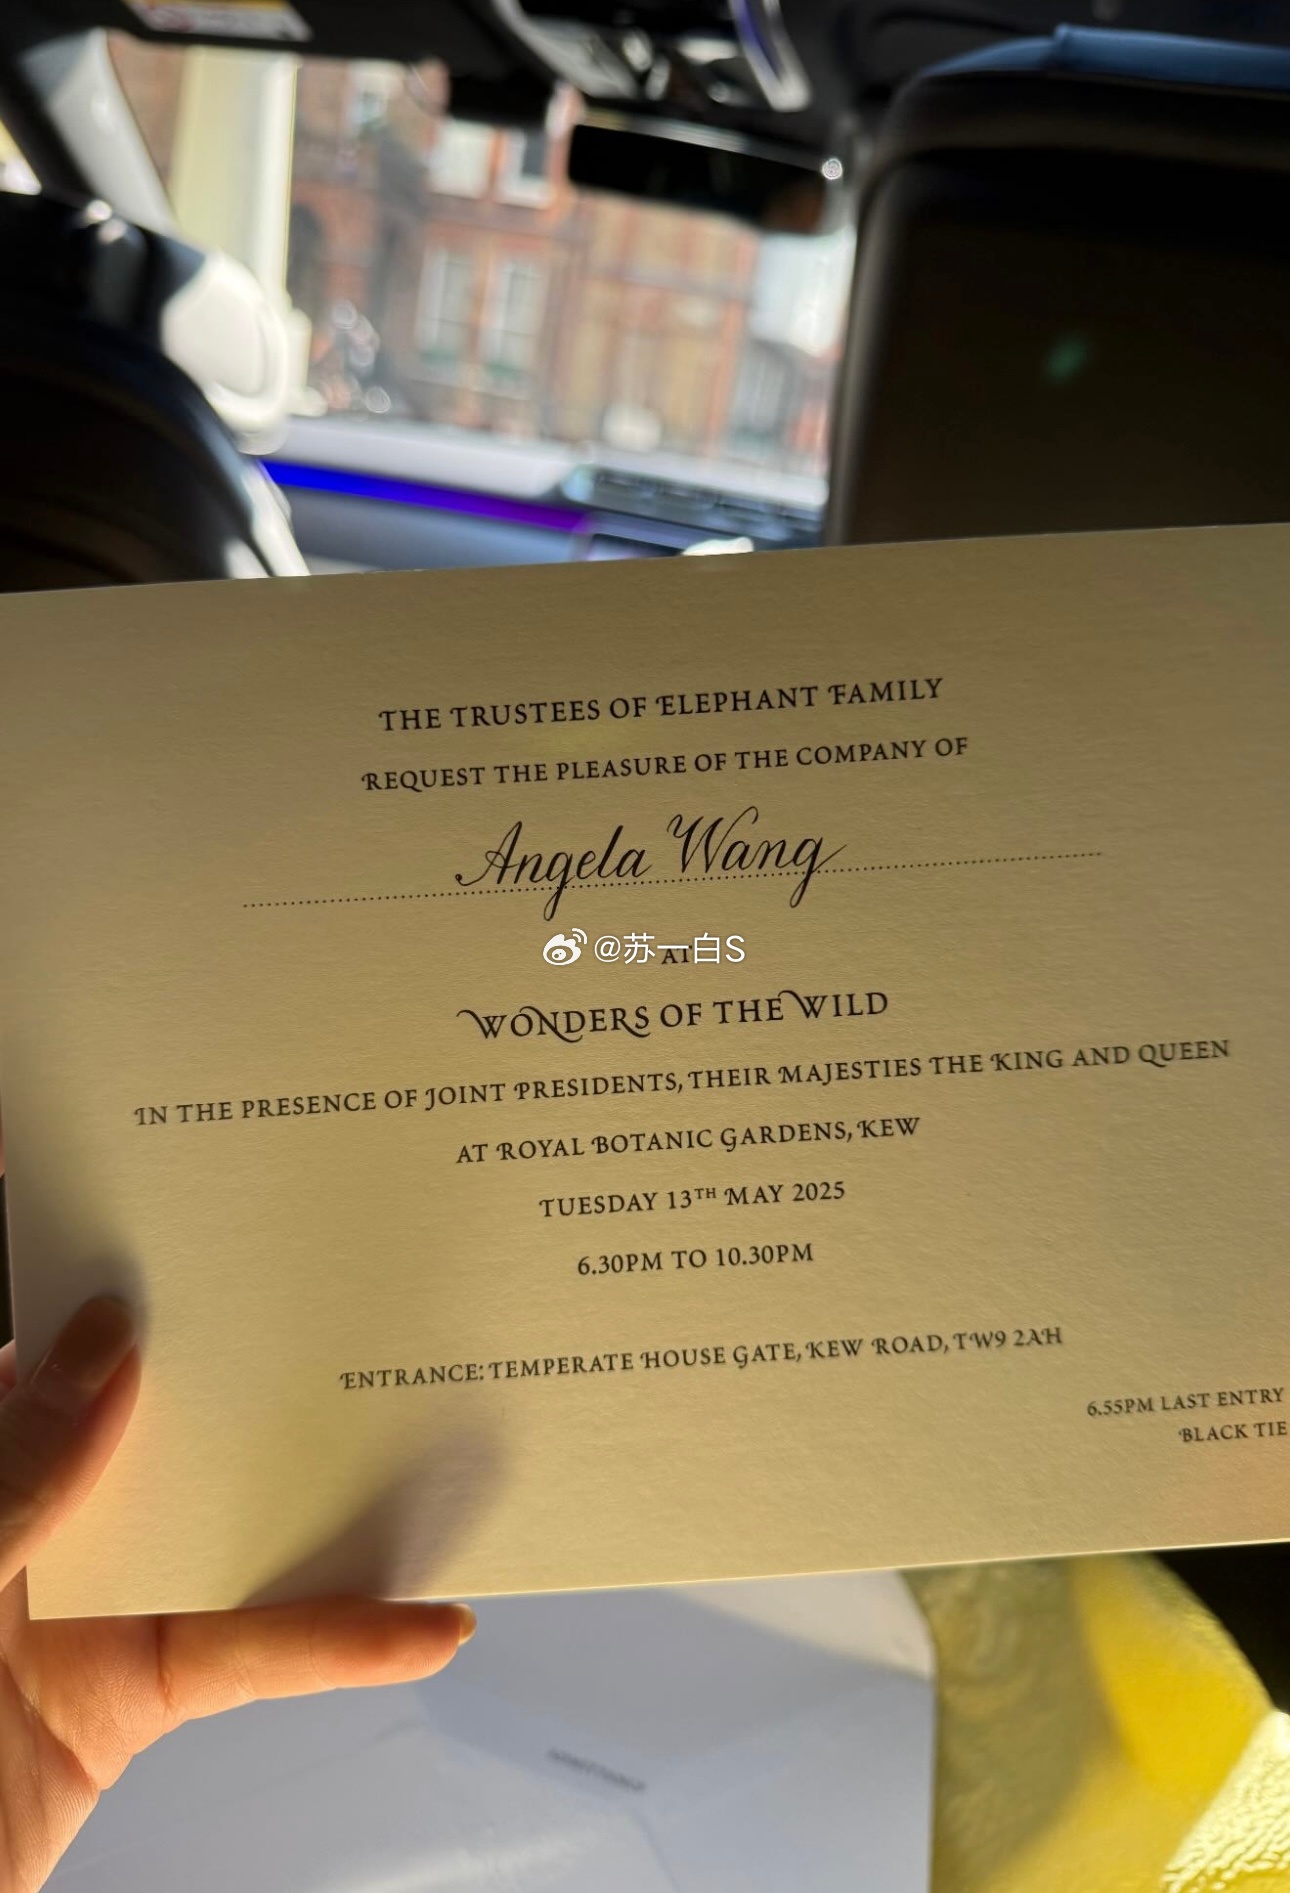 THE TRUSTEES OF ELEPHANT FAMILY
REQUEST THE PLEASURE OF THE COMPANY OF
Angela Wang
@苏一白S
AT
WONDERS OF THE WILD
IN THE PRESENCE OF JOINT PRESIDENTS, THEIR MAJESTIES THE KING AND QUEEN
AT ROYAL BOTANIC GARDENS, KEW
TUESDAY 13TH MAY 2025
6.30PM TO 10.30PM
ENTRANCE: TEMPERATE HOUSE GATE, KEW ROAD, TW9 2AH
6.55PM LAST ENTRY
BLACK TIE